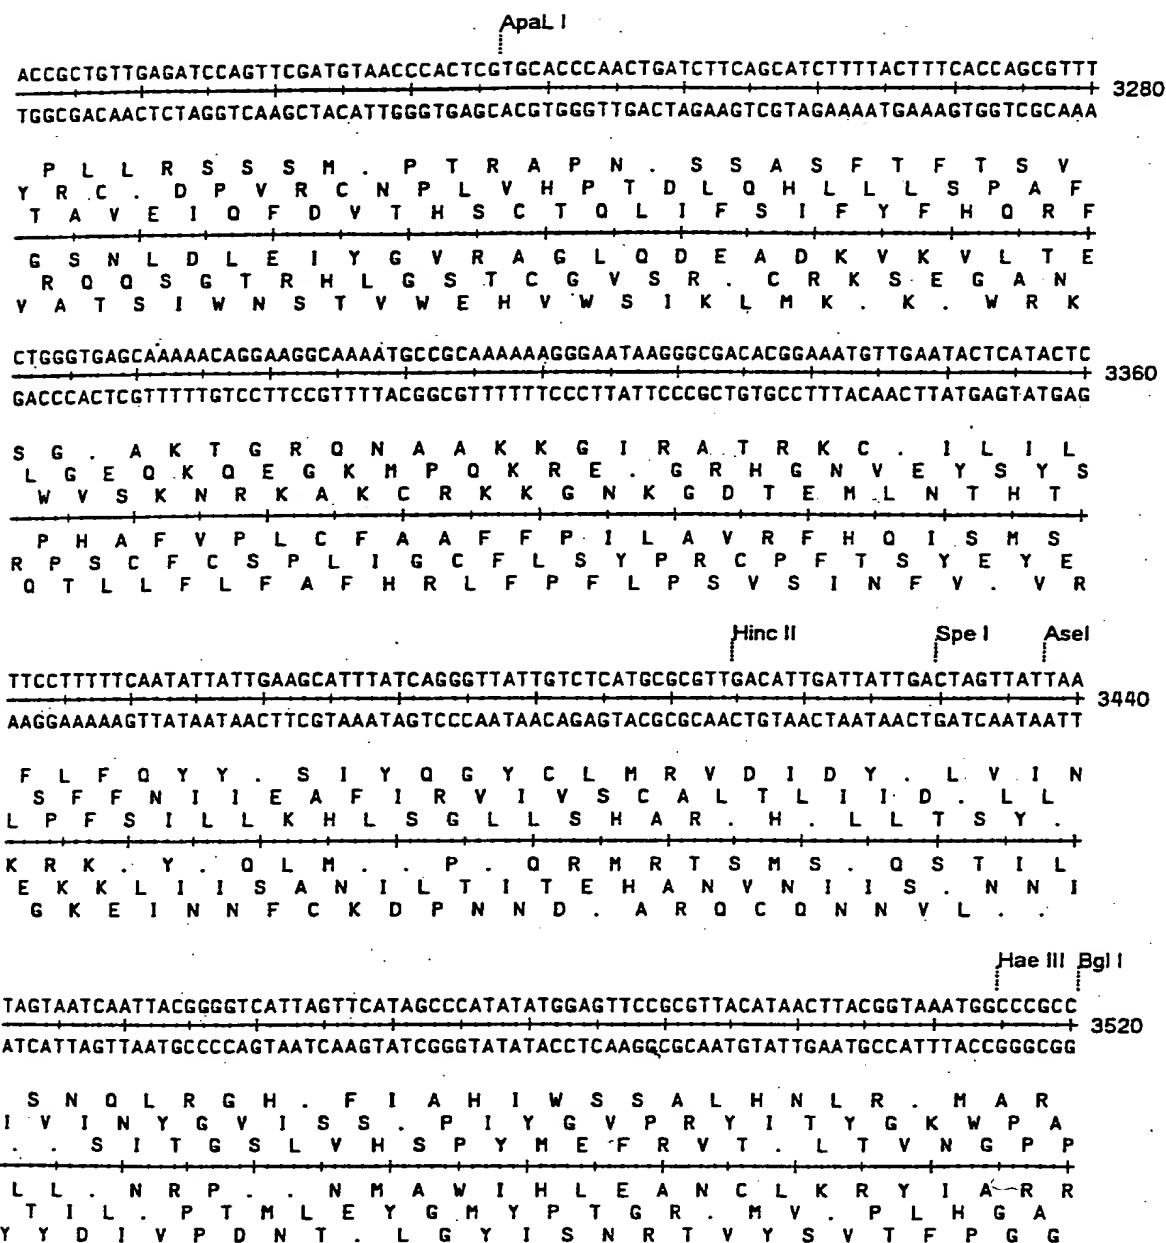 ApaL I
ACCGCTGTTGAGATCCAGTTCGATGTAACCCACTCGTGCACCCAACTGATCTTCAGCATCTTTTACTTTCACCAGCGTTT
3280
TGGCGACAACTCTAGGTCAAGCTACATTGGGTGAGCACGTGGGTTGACTAGAAGTCGTAGAAAATGAAAGTGGTCGCAAA
P L L R S S S M . P T R A P N . S S A S F T F T S V
Y R C . D P V R C N P L V H P T D L Q H L L L S P A F
T A V E I Q F D V T H S C T Q L I F S I F Y F H Q R F
G S N L D L E I Y G V R A G L Q D E A D K V K V L T E
R Q Q S G T R H L G S T C G V S R . C R K S E G A N
V A T S I W N S T V W E H V W S I K L M K . K . W R K
CTGGGTGAGCAAAAACAGGAAGGCAAAATGCCGCAAAAAAGGGAATAAGGGCGACACGGAAATGTTGAATACTCATACTC
3360
GACCCACTCGTTTTTGTCCTTCCGTTTTACGGCGTTTTTTCCCTTATTCCCGCTGTGCCTTTACAACTTATGAGTATGAG
S G . A K T G R Q N A A K K G I R A T R K C . I L I L
L G E Q K Q E G K M P Q K R E . G R H G N V E Y S Y S
W V S K N R K A K C R K K G N K G D T E M L N T H T
P H A F V P L C F A A F F P I L A V R F H Q I S M S
R P S C F C S P L I G C F L S Y P R C P F T S Y E Y E
Q T L L F L F A F H R L F P F L P S V S I N F V . V R
Hinc II
Spe I
AseI
TTCCTTTTTCAATATTATTGAAGCATTTATCAGGGTTATTGTCTCATGCGCGTTGACATTGATTATTGACTAGTTATTAA
3440
AAGGAAAAAGTTATAATAACTTCGTAAATAGTCCCAATAACAGAGTACGCGCAACTGTAACTAATAACTGATCAATAATT
F L F Q Y Y . S I Y Q G Y C L M R V D I D Y . L V I N
S F F N I I E A F I R V I V S C A L T L I I D . L L
L P F S I L L K H L S G L L S H A R . H . L L T S Y .
K R K . Y . Q L M . . P . Q R M R T S M S . Q S T I L
E K K L I I S A N I L T I T E H A N V N I I S . N N I
G K E I N N F C K D P N N D . A R Q C Q N N V L . .
Hae III
Bgl I
TAGTAATCAATTACGGGGTCATTAGTTCATAGCCCATATATGGAGTTCCGCGTTACATAACTTACGGTAAATGGCCCGCC
3520
ATCATTAGTTAATGCCCCAGTAATCAAGTATCGGGTATATACCTCAAGGCGCAATGTATTGAATGCCATTTACCGGGCGG
S N Q L R G H . F I A H I W S S A L H N L R . M A R
I V I N Y G V I S S . P I Y G V P R Y I T Y G K W P A
. . S I T G S L V H S P Y M E F R V T . L T V N G P P
L L . N R P . . N M A W I H L E A N C L K R Y I A R R
T I L . P T M L E Y G M Y P T G R . M V . P L H G A
Y Y D I V P D N T . L G Y I S N R T V Y S V T F P G G